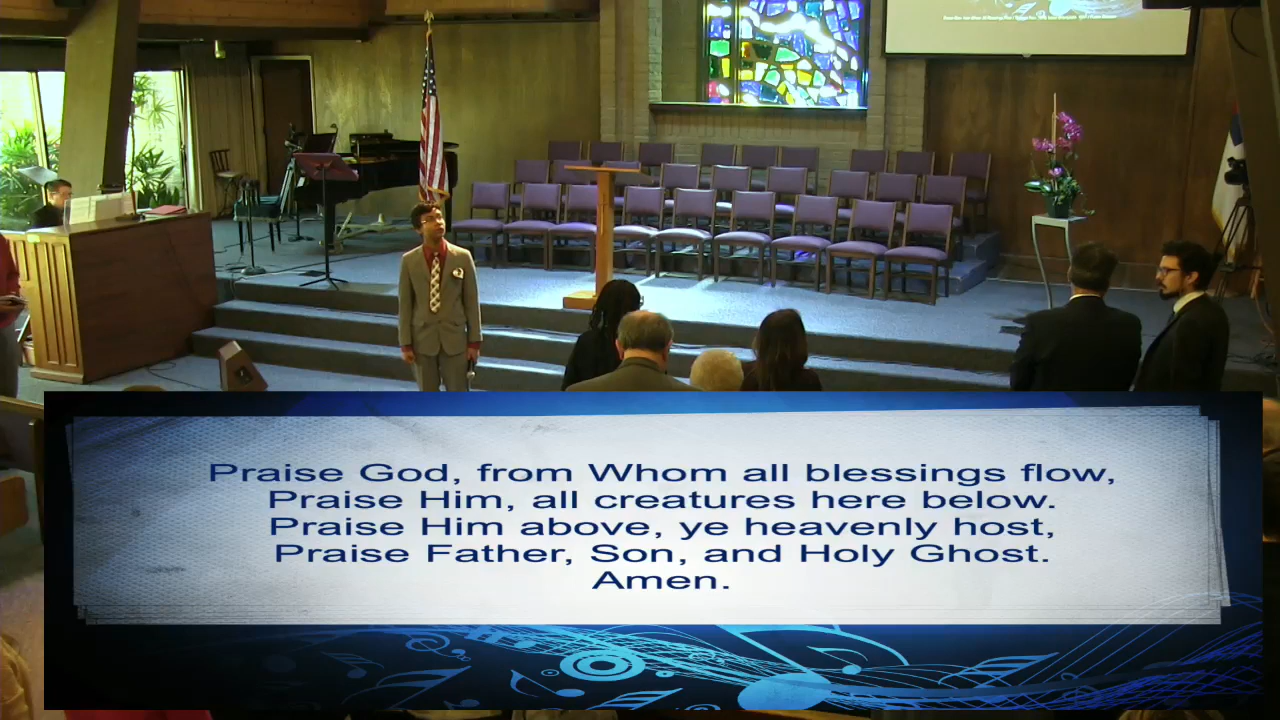 Praise God, from Whom all blessings flow,
Praise Him, all creatures here below.
Praise Him above, ye heavenly host,
Praise Father, Son, and Holy Ghost.
Amen.